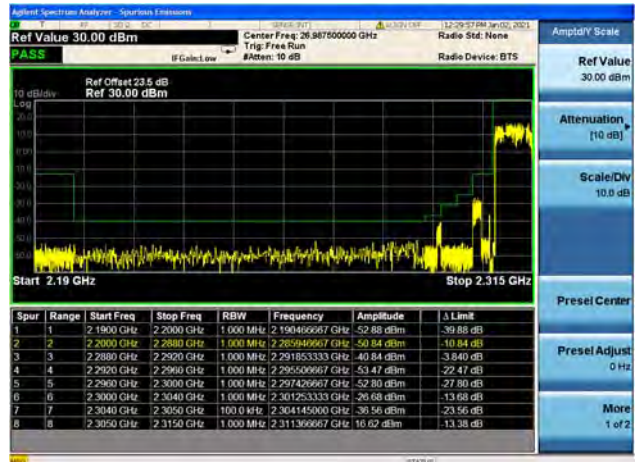 Agilent Spectrum Analyzer - Spurious Emissions
Ref Value 30.00 dBm
Center Freq: 26.987500000 GHz
12:29:57 PM Jan 02, 2021
Radio Std: None
Amptd/Y Scale
PASS
Trig: Free Run
IFGain:Low
#Atten: 10 dB
Radio Device: BTS
Ref Value
30.00 dBm
Ref Offset 23.5 dB
10 dB/div
Ref 30.00 dBm
Log
Attenuation
[10 dB]
Scale/Div
10.0 dB
Start 2.19 GHz
Stop 2.315 GHz
Presel Center
Spur Range Start Freq Stop Freq RBW Frequency Amplitude Δ Limit
1 1 2.1900 GHz 2.2000 GHz 1.000 MHz 2.190466667 GHz -52.88 dBm -39.88 dB
2 2 2.2000 GHz 2.2880 GHz 1.000 MHz 2.285946667 GHz -50.84 dBm -10.84 dB
3 3 2.2880 GHz 2.2920 GHz 1.000 MHz 2.291853333 GHz -40.84 dBm -3.840 dB
4 4 2.2920 GHz 2.2960 GHz 1.000 MHz 2.295506667 GHz -53.47 dBm -22.47 dB
5 5 2.2960 GHz 2.3000 GHz 1.000 MHz 2.297426667 GHz -52.80 dBm -27.80 dB
6 6 2.3000 GHz 2.3040 GHz 1.000 MHz 2.301253333 GHz -26.68 dBm -13.68 dB
7 7 2.3040 GHz 2.3050 GHz 100.0 kHz 2.304145000 GHz -36.56 dBm -23.56 dB
8 8 2.3050 GHz 2.3150 GHz 1.000 MHz 2.311366667 GHz 16.62 dBm -13.38 dB
Presel Adjust
0 Hz
More
1 of 2